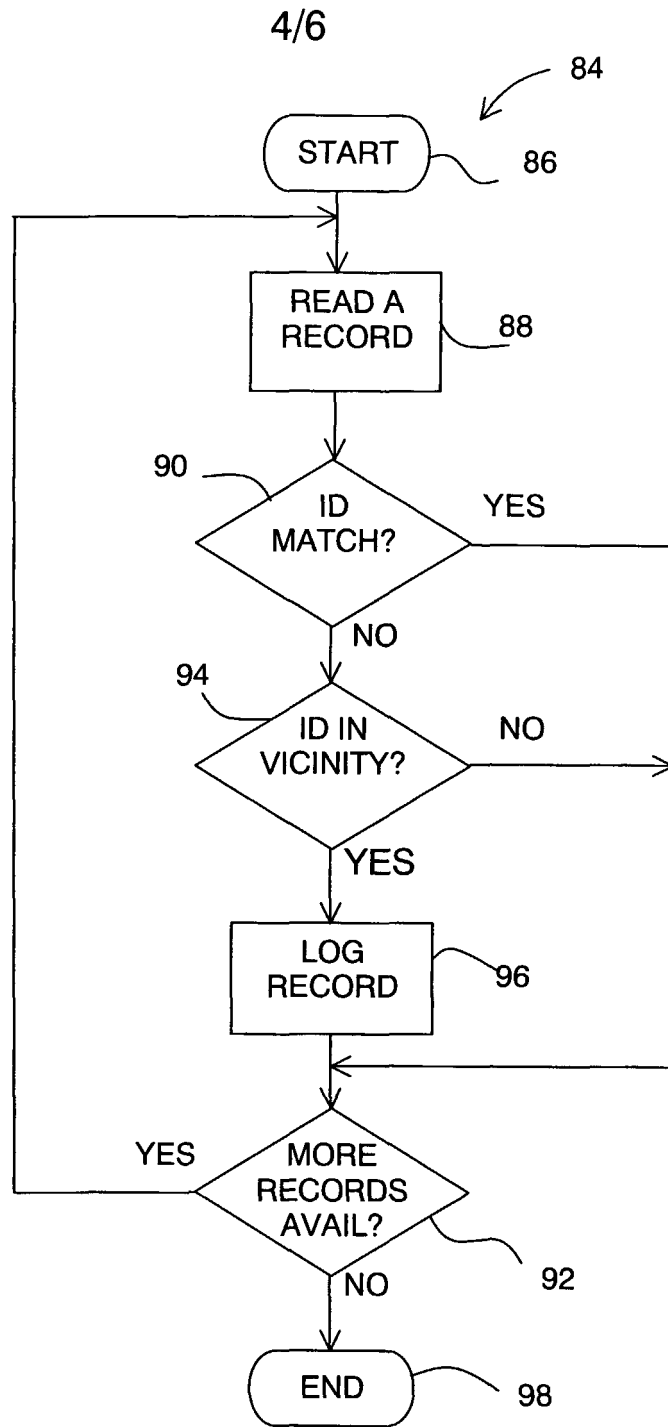 4/6
84
START
86
READ A
RECORD
88
90
ID
MATCH?
YES
NO
94
ID IN
VICINITY?
NO
YES
LOG
RECORD
96
YES
MORE
RECORDS
AVAIL?
92
NO
END
98